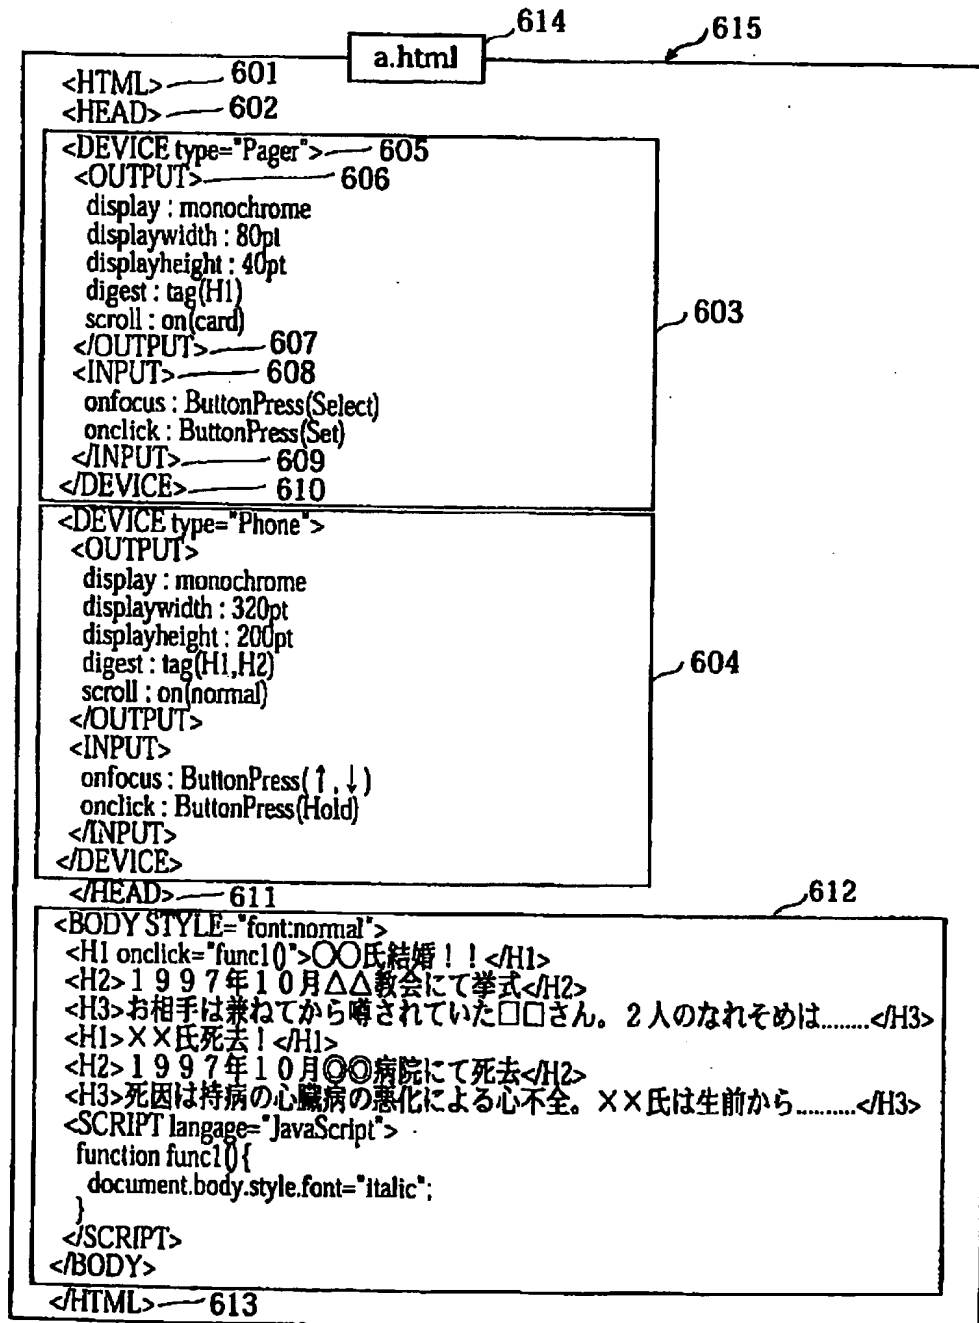 614
615
a.html
<HTML> 601
<HEAD> 602
<DEVICE type="Pager"> 605
<OUTPUT> 606
display : monochrome
displaywidth : 80pt
displayheight : 40pt
digest : tag(H1)
scroll : on(card)
603
</OUTPUT> 607
<INPUT> 608
onfocus : ButtonPress(Select)
onclick : ButtonPress(Set)
</INPUT> 609
</DEVICE> 610
<DEVICE type="Phone">
<OUTPUT>
display : monochrome
displaywidth : 320pt
displayheight : 200pt
digest : tag(H1,H2)
604
scroll : on(normal)
</OUTPUT>
<INPUT>
onfocus : ButtonPress(↑,↓)
onclick : ButtonPress(Hold)
</INPUT>
</DEVICE>
</HEAD> 611
612
<BODY STYLE="font:normal">
<H1 onclick="func1()">○○氏結婚！！</H1>
<H2>１９９７年１０月△△教会にて挙式</H2>
<H3>お相手は兼ねてから噂されていた□□さん。２人のなれそめは........</H3>
<H1>××氏死去！</H1>
<H2>１９９７年１０月◎◎病院にて死去</H2>
<H3>死因は持病の心臓病の悪化による心不全。××氏は生前から..........</H3>
<SCRIPT langage="JavaScript">
function func1(){
document.body.style.font="italic";
}
</SCRIPT>
</BODY>
</HTML> 613